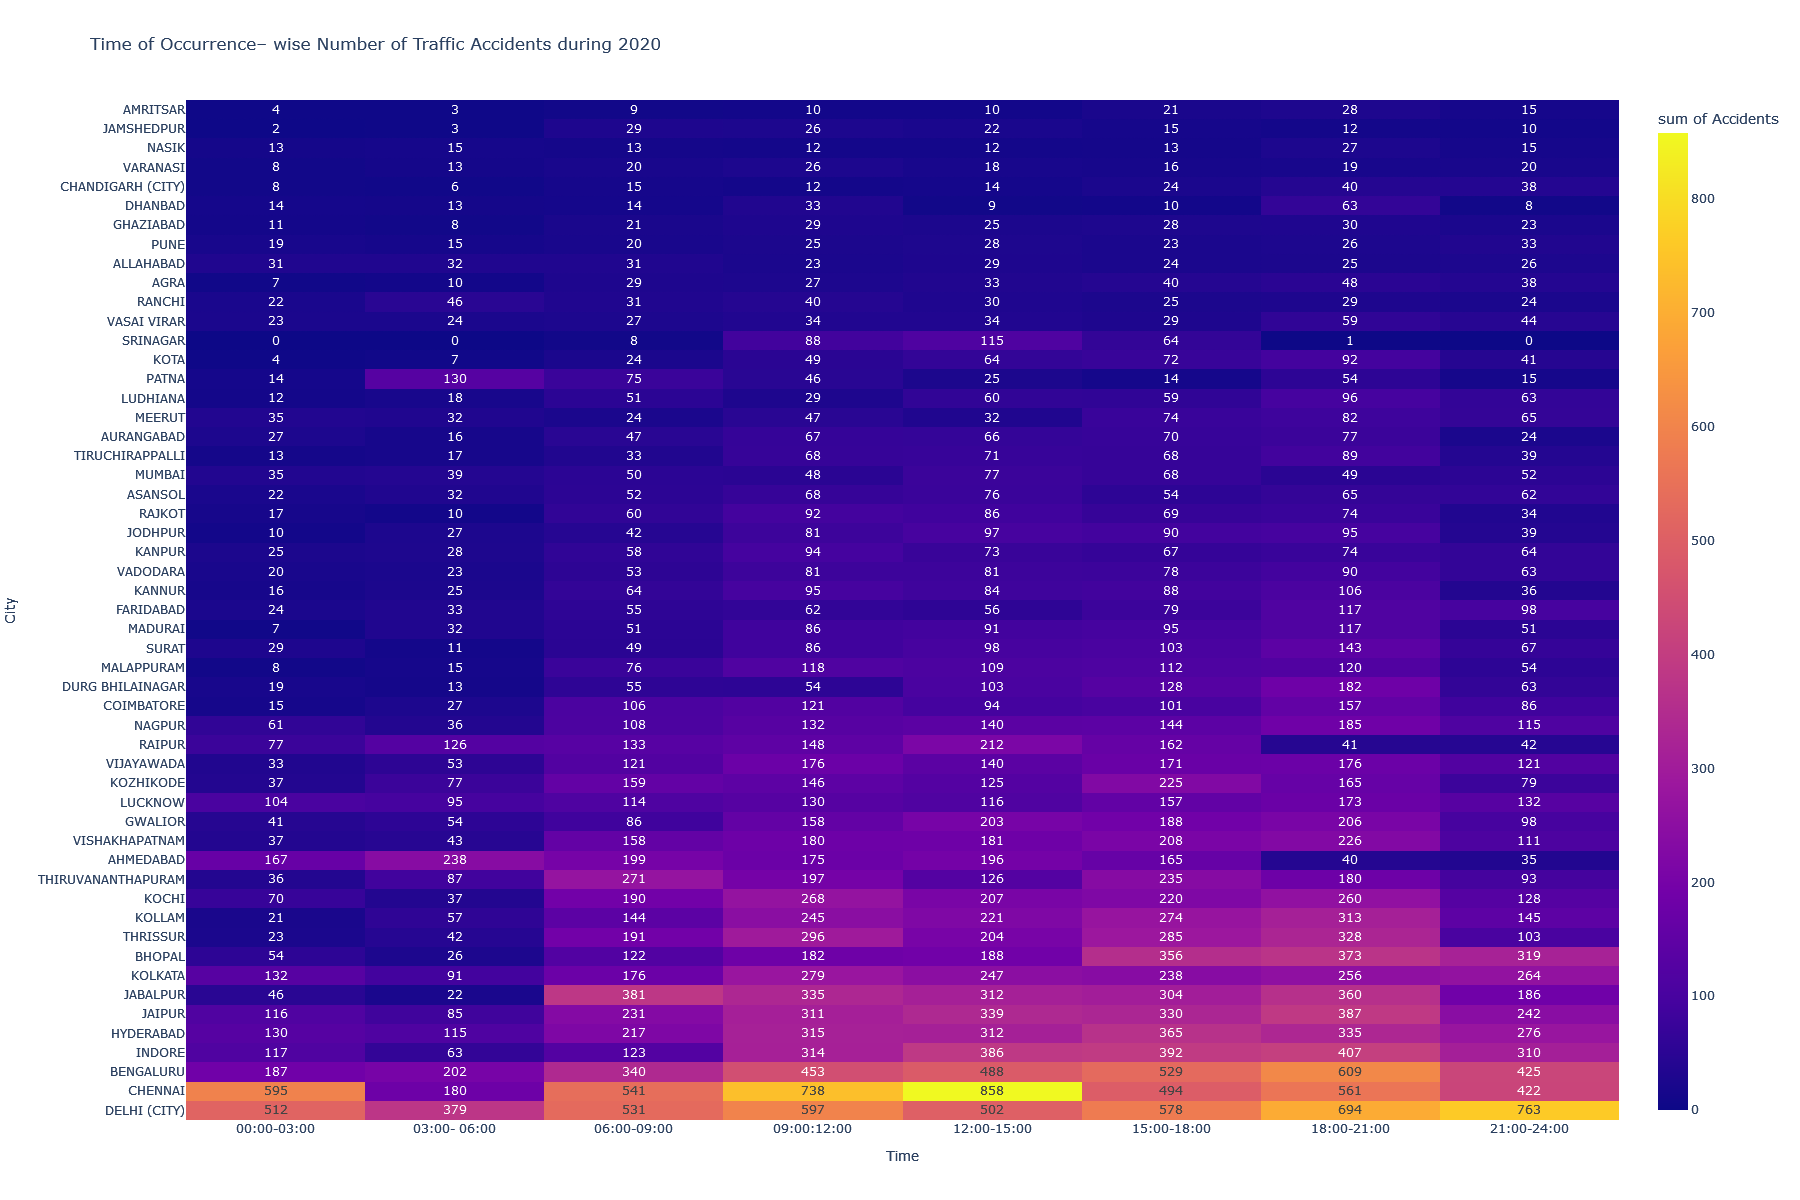 Time of Occurrence– wise Number of Traffic Accidents during 2020
sum of Accidents
AMRITSAR 4 3 9 10 10 21 28 15
JAMSHEDPUR 2 3 29 26 22 15 12 10
NASIK 13 15 13 12 12 13 27 15
VARANASI 8 13 20 26 18 16 19 20
CHANDIGARH (CITY) 8 6 15 12 14 24 40 38
DHANBAD 14 13 14 33 9 10 63 8
GHAZIABAD 11 8 21 29 25 28 30 23
PUNE 19 15 20 25 28 23 26 33
ALLAHABAD 31 32 31 23 29 24 25 26
AGRA 7 10 29 27 33 40 48 38
RANCHI 22 46 31 40 30 25 29 24
VASAI VIRAR 23 24 27 34 34 29 59 44
SRINAGAR 0 0 8 88 115 64 1 0
KOTA 4 7 24 49 64 72 92 41
PATNA 14 130 75 46 25 14 54 15
LUDHIANA 12 18 51 29 60 59 96 63
MEERUT 35 32 24 47 32 74 82 65
AURANGABAD 27 16 47 67 66 70 77 24
TIRUCHIRAPPALLI 13 17 33 68 71 68 89 39
MUMBAI 35 39 50 48 77 68 49 52
ASANSOL 22 32 52 68 76 54 65 62
RAJKOT 17 10 60 92 86 69 74 34
JODHPUR 10 27 42 81 97 90 95 39
KANPUR 25 28 58 94 73 67 74 64
VADODARA 20 23 53 81 81 78 90 63
KANNUR 16 25 64 95 84 88 106 36
FARIDABAD 24 33 55 62 56 79 117 98
MADURAI 7 32 51 86 91 95 117 51
SURAT 29 11 49 86 98 103 143 67
MALAPPURAM 8 15 76 118 109 112 120 54
DURG BHILAINAGAR 19 13 55 54 103 128 182 63
COIMBATORE 15 27 106 121 94 101 157 86
NAGPUR 61 36 108 132 140 144 185 115
RAIPUR 77 126 133 148 212 162 41 42
VIJAYAWADA 33 53 121 176 140 171 176 121
KOZHIKODE 37 77 159 146 125 225 165 79
LUCKNOW 104 95 114 130 116 157 173 132
GWALIOR 41 54 86 158 203 188 206 98
VISHAKHAPATNAM 37 43 158 180 181 208 226 111
AHMEDABAD 167 238 199 175 196 165 40 35
THIRUVANANTHAPURAM 36 87 271 197 126 235 180 93
KOCHI 70 37 190 268 207 220 260 128
KOLLAM 21 57 144 245 221 274 313 145
THRISSUR 23 42 191 296 204 285 328 103
BHOPAL 54 26 122 182 188 356 373 319
KOLKATA 132 91 176 279 247 238 256 264
JABALPUR 46 22 381 335 312 304 360 186
JAIPUR 116 85 231 311 339 330 387 242
HYDERABAD 130 115 217 315 312 365 335 276
INDORE 117 63 123 314 386 392 407 310
BENGALURU 187 202 340 453 488 529 609 425
CHENNAI 595 180 541 738 858 494 561 422
DELHI (CITY) 512 379 531 597 502 578 694 763
00:00-03:00 03:00- 06:00 06:00-09:00 09:00:12:00 12:00-15:00 15:00-18:00 18:00-21:00 21:00-24:00
Time
City
800
700
600
500
400
300
200
100
0